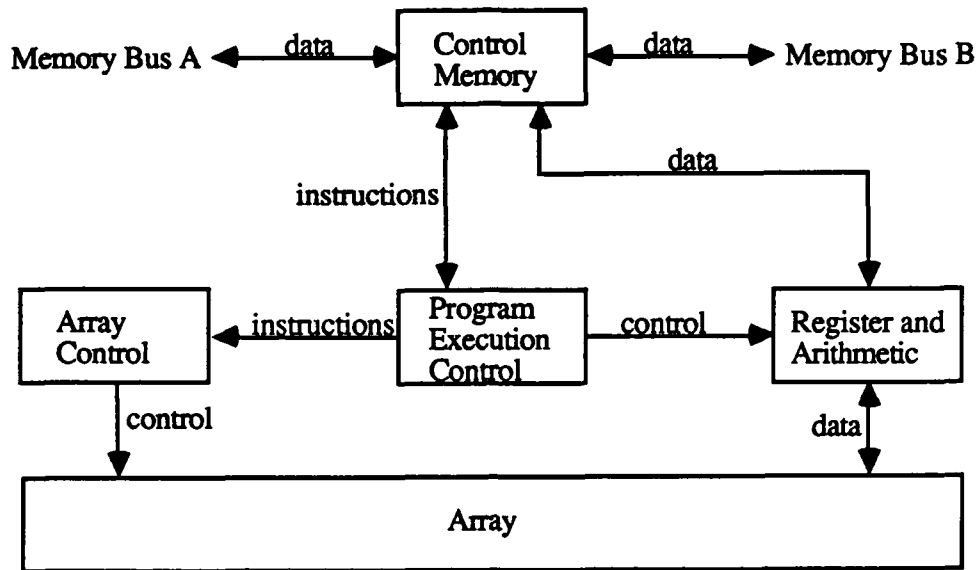 Memory Bus A
data
Control
Memory
data
Memory Bus B
instructions
data
Array
Control
instructions
Program
Execution
Control
control
Register and
Arithmetic
control
data
Array